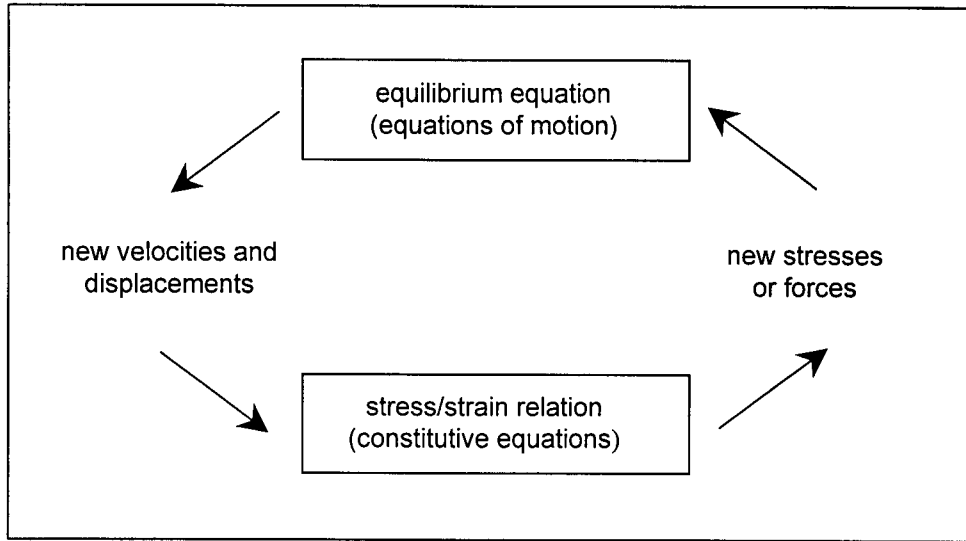 equilibrium equation
(equations of motion)
new velocities and
displacements
new stresses
or forces
stress/strain relation
(constitutive equations)